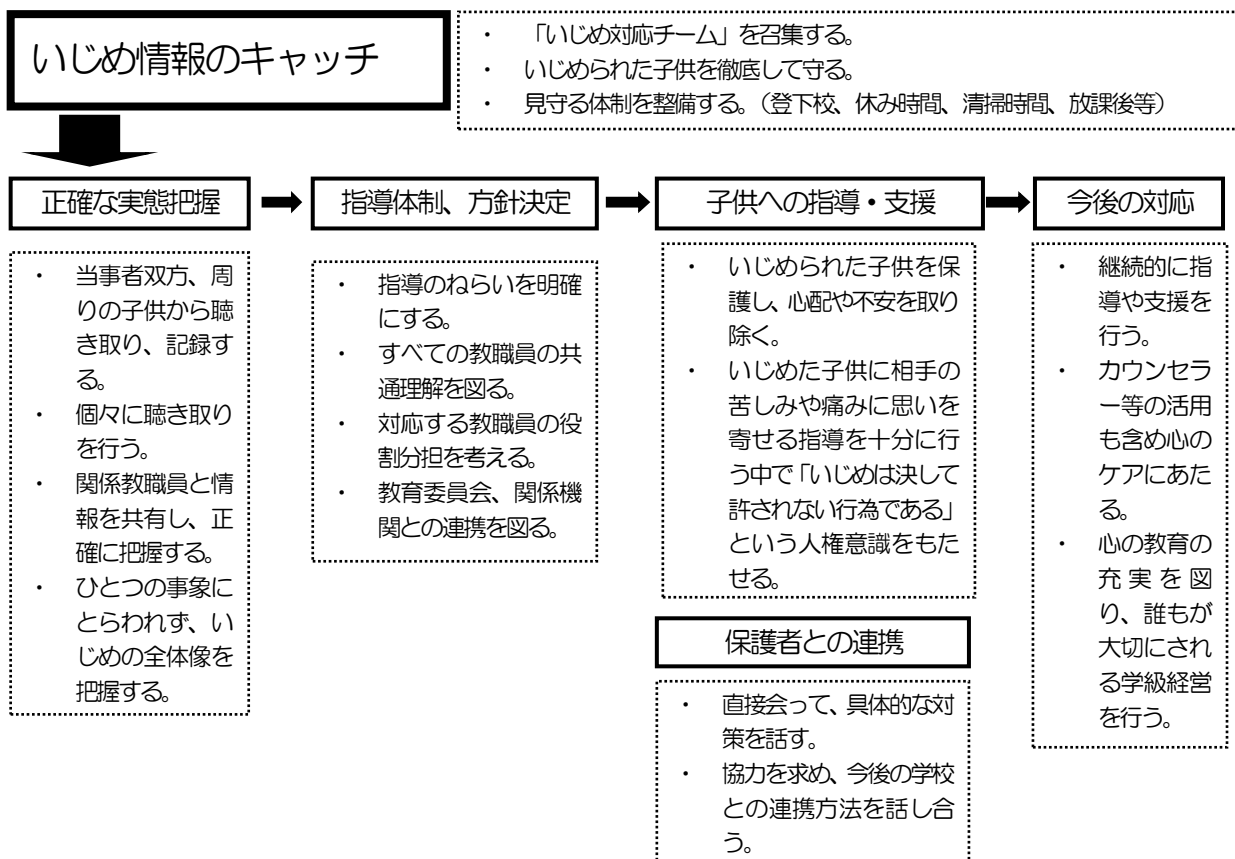 いじめ情報のキャッチ
・ 「いじめ対応チーム」を召集する。
・ いじめられた子供を徹底して守る。
・ 見守る体制を整備する。（登下校、休み時間、清掃時間、放課後等）
正確な実態把握
・ 当事者双方、周
りの子供から聴
き取り、記録す
る。
・ 個々に聴き取り
を行う。
・ 関係教職員と情
報を共有し、正
確に把握する。
・ ひとつの事象に
とらわれず、い
じめの全体像を
把握する。
指導体制、方針決定
・ 指導のねらいを明確
にする。
・ すべての教職員の共
通理解を図る。
・ 対応する教職員の役
割分担を考える。
・ 教育委員会、関係機
関との連携を図る。
子供への指導・支援
・ いじめられた子供を保
護し、心配や不安を取り
除く。
・ いじめた子供に相手の
苦しみや痛みに思いを
寄せる指導を十分に行
う中で「いじめは決して
許されない行為である」
という人権意識をもた
せる。
保護者との連携
・ 直接会って、具体的な対
策を話す。
・ 協力を求め、今後の学校
との連携方法を話し合
う。
今後の対応
・ 継続的に指
導や支援を
行う。
・ カウンセラ
ー等の活用
も含め心の
ケアにあた
る。
・ 心の教育の
充実を図
り、誰もが
大切にされ
る学級経営
を行う。